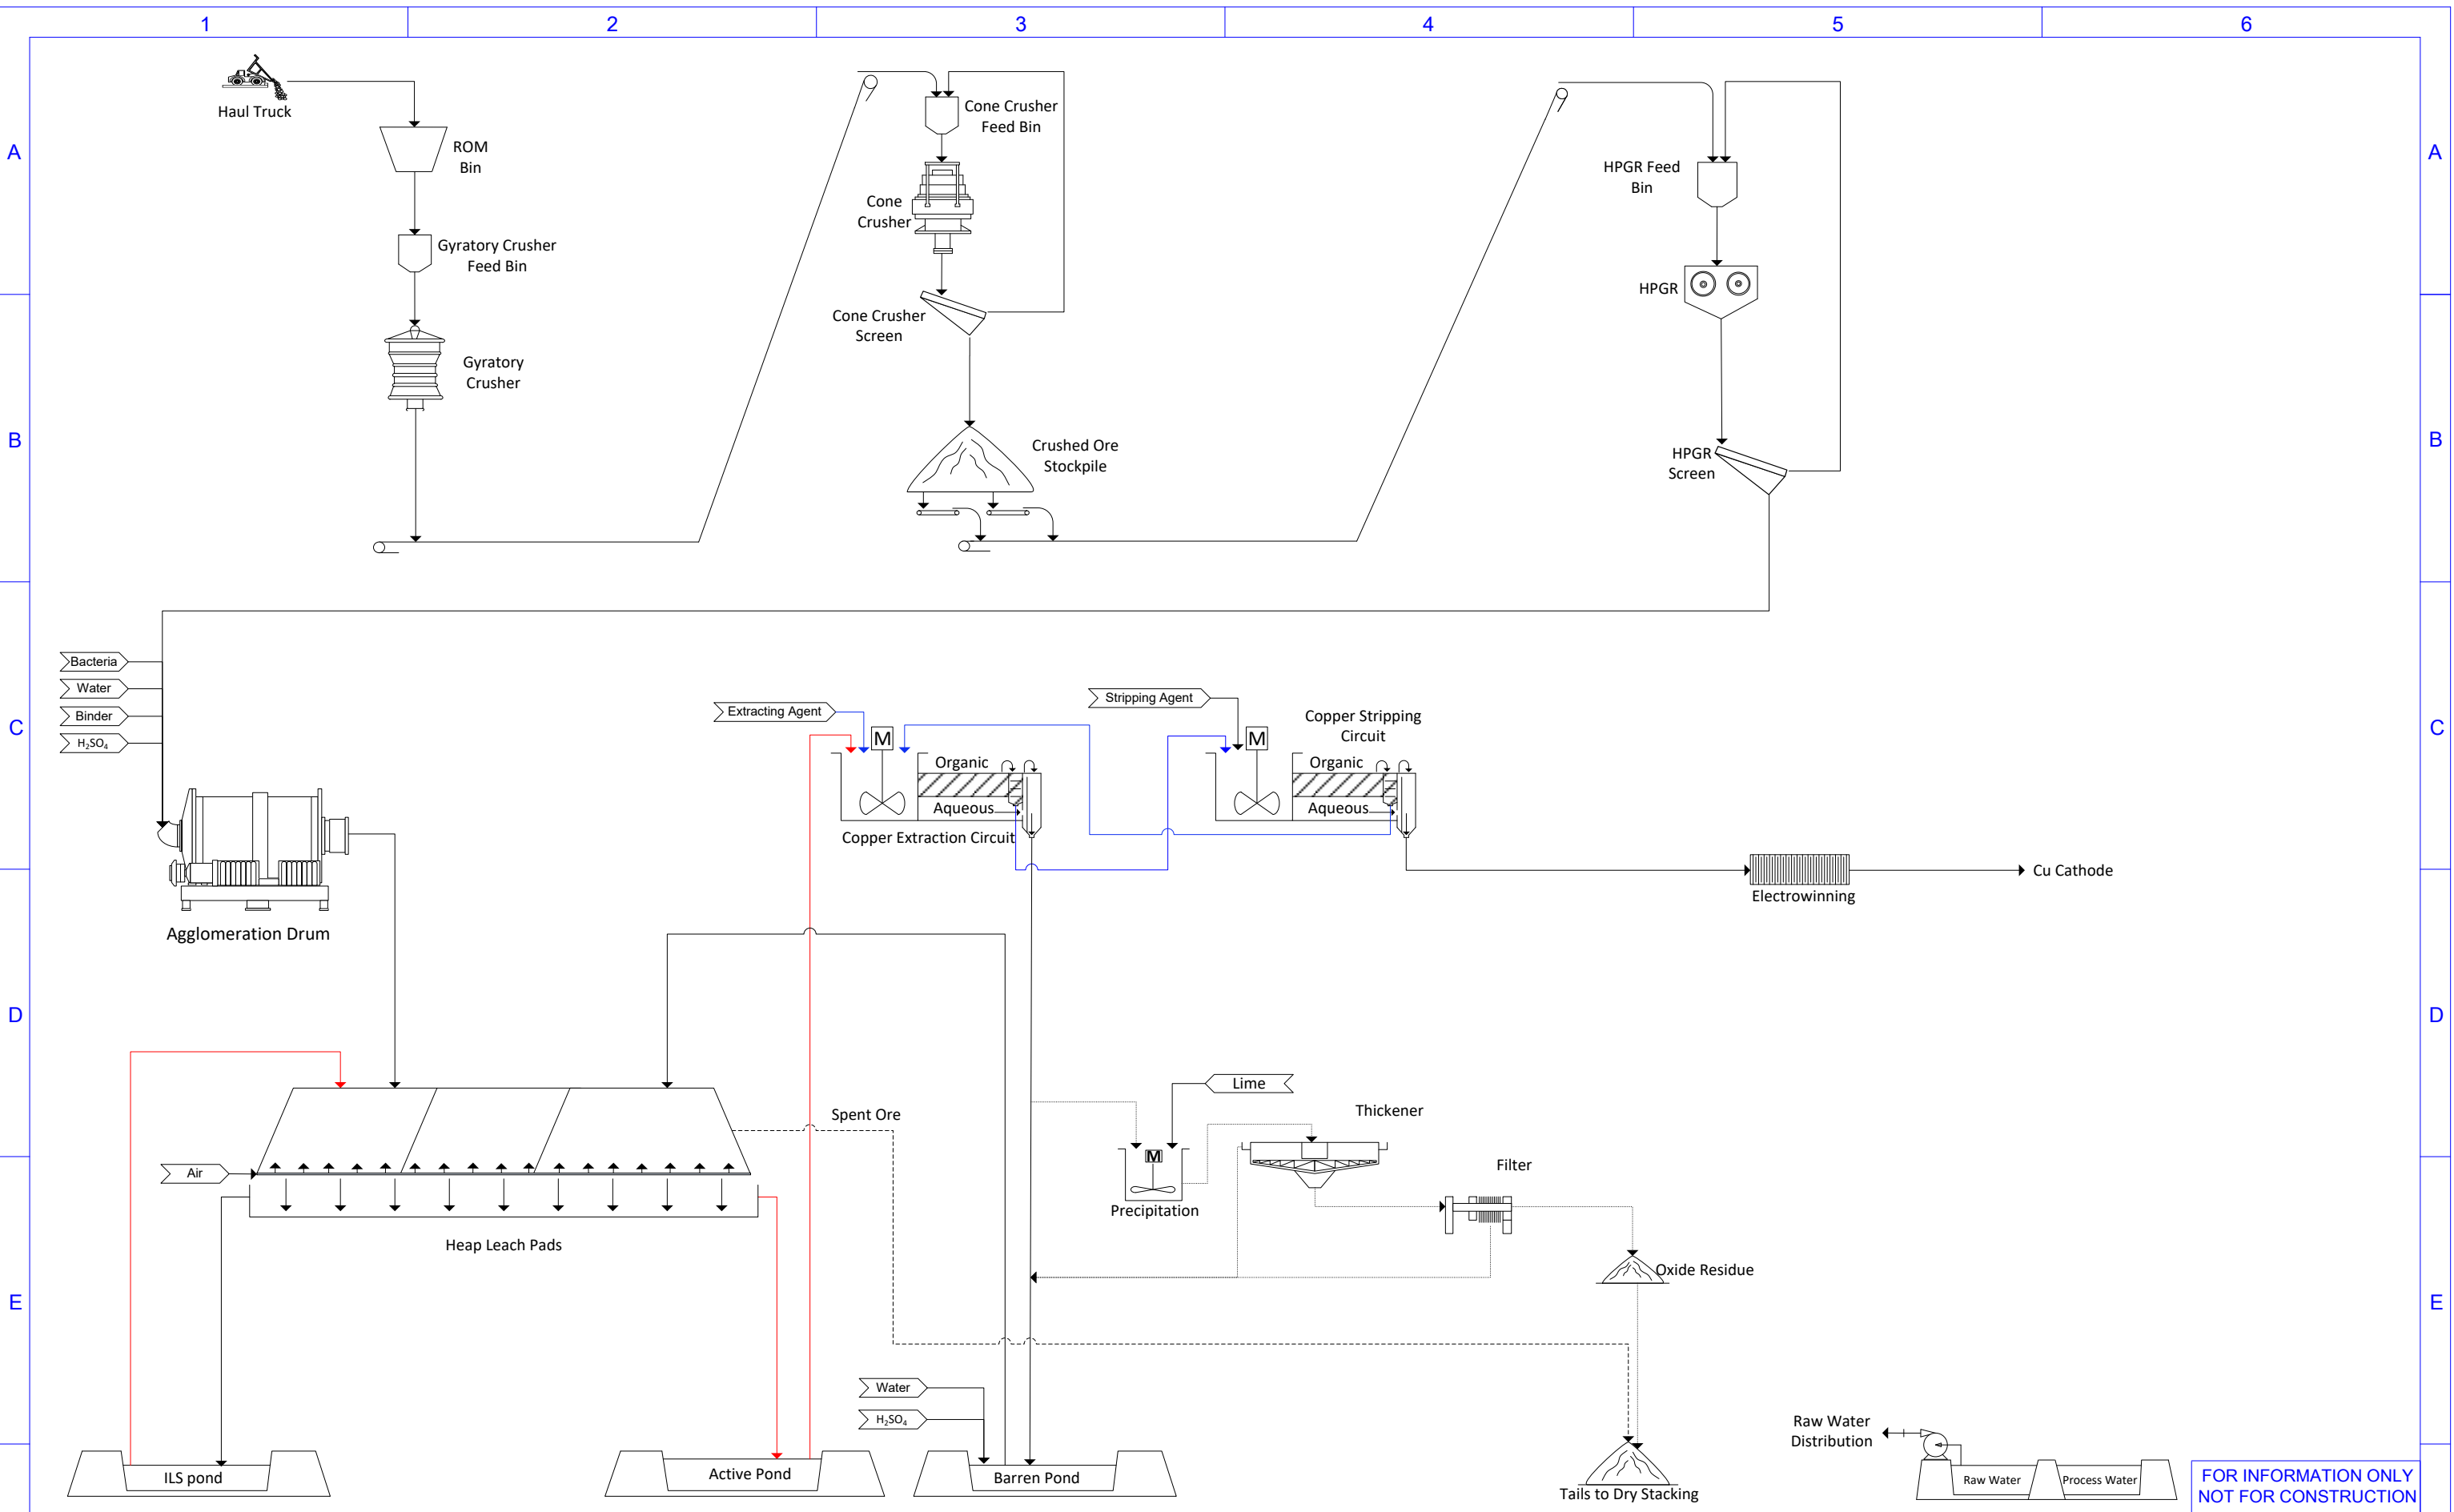 1
2
3
4
5
6
A
A
Haul Truck
ROM
Bin
Gyratory Crusher
Feed Bin
Cone Crusher
Feed Bin
Cone
Crusher
HPGR Feed
Bin
HPGR
B
B
Gyratory
Crusher
Cone Crusher
Screen
Crushed Ore
Stockpile
HPGR
Screen
C
C
Bacteria
Water
Binder
H₂SO₄
Extracting Agent
M
Organic
Aqueous
Copper Extraction Circuit
Stripping Agent
M
Copper Stripping
Circuit
Organic
Aqueous
Electrowinning
Cu Cathode
Agglomeration Drum
D
D
Spent Ore
Lime
Thickener
Air
M
Precipitation
Filter
Heap Leach Pads
Oxide Residue
E
E
Water
H₂SO₄
Raw Water
Distribution
ILS pond
Active Pond
Barren Pond
Tails to Dry Stacking
Raw Water
Process Water
FOR INFORMATION ONLY
NOT FOR CONSTRUCTION